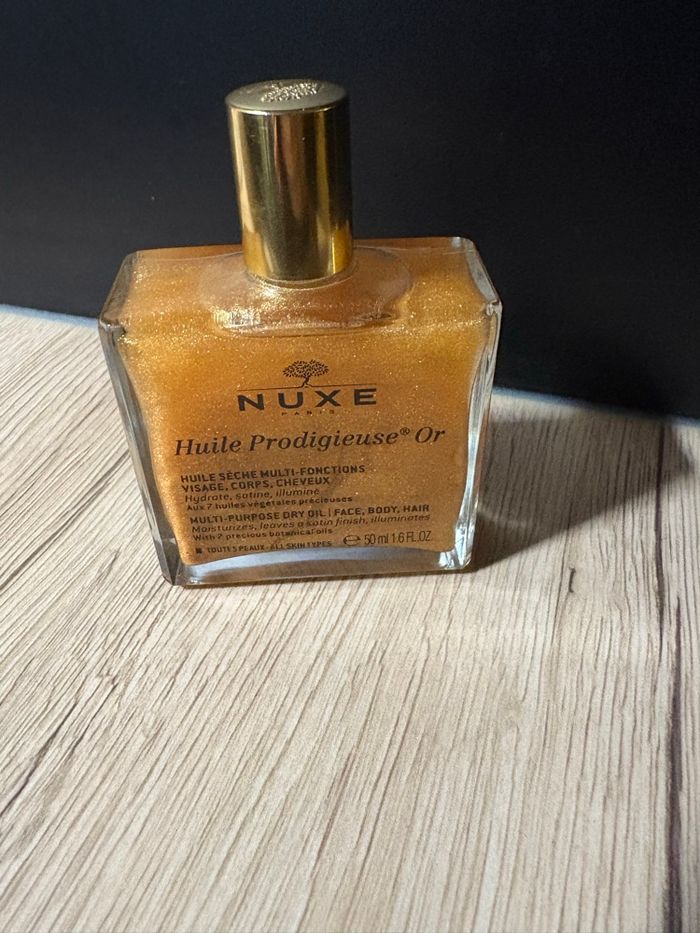 NUXE
PARIS
Huile Prodigieuse® Or
HUILE SÈCHE MULTI-FONCTIONS
VISAGE, CORPS, CHEVEUX
Hydrate, satine, illumine
Aux 7 huiles végétales précieuses
MULTI-PURPOSE DRY OIL | FACE, BODY, HAIR
Moisturizes, leaves a satin finish, illuminates
With 7 precious botanical oils
TOUTES PEAUX - ALL SKIN TYPES ℮ 50 ml 1.6 FL.OZ.